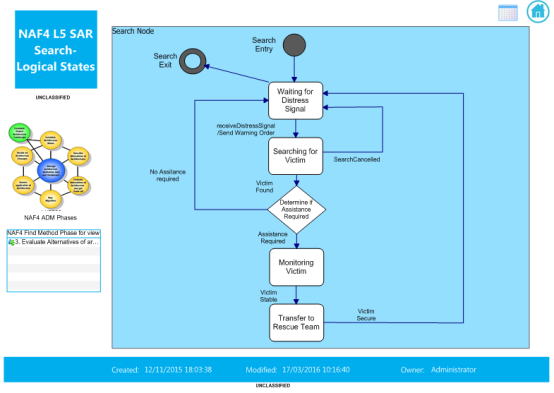 NAF4 L5 SAR
Search-
Logical States
UNCLASSIFIED
NAF4 ADM Phases
NAF4 Find Method Phase for view
3. Evaluate Alternatives of ar...
Search Node
Search
Exit
Search
Entry
Waiting for
Distress
Signal
receiveDistressSignal
/Send Warning Order
Searching for
Victim
SearchCancelled
No Assitance
required
Victim
Found
Determine if
Assistance
Required
Assistance
Required
Monitoring
Victim
Victim
Stable
Transfer to
Rescue Team
Victim
Secure
Created: 12/11/2015 18:03:38
Modified: 17/03/2016 10:16:40
Owner: Administrator
UNCLASSIFIED